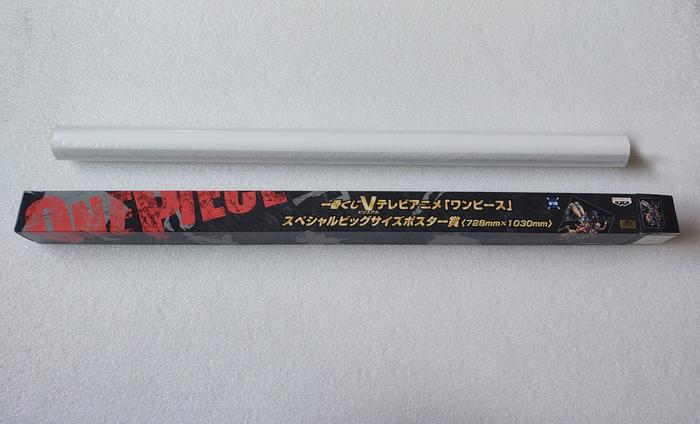 ONE PIECE
一番くじVテレビアニメ「ワンピース」
ビジュアル
スペシャルビッグサイズポスター賞〈728mm×1030mm〉